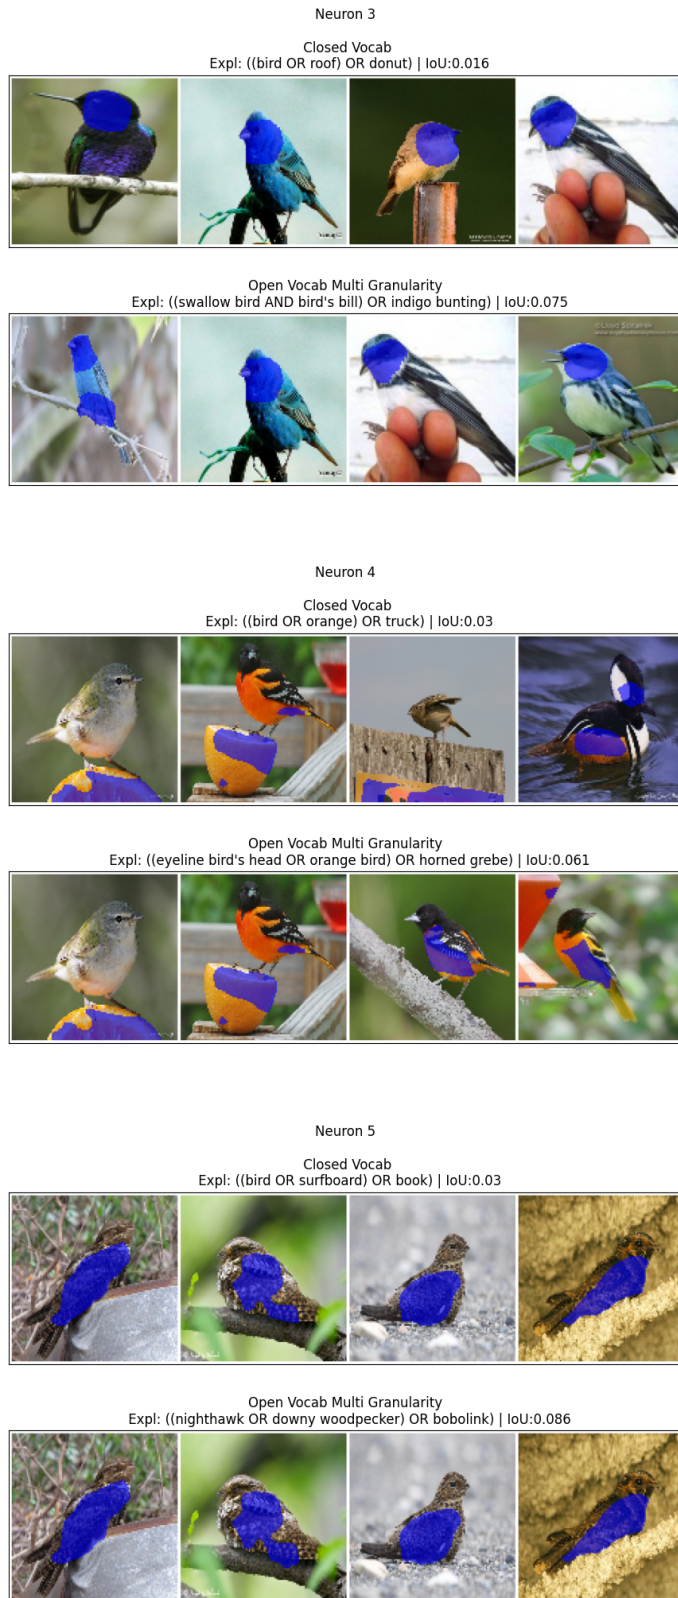 Neuron 3
Closed Vocab
Expl: ((bird OR roof) OR donut) | IoU:0.016
Open Vocab Multi Granularity
Expl: ((swallow bird AND bird's bill) OR indigo bunting) | IoU:0.075
Neuron 4
Closed Vocab
Expl: ((bird OR orange) OR truck) | IoU:0.03
Open Vocab Multi Granularity
Expl: ((eyeline bird's head OR orange bird) OR horned grebe) | IoU:0.061
Neuron 5
Closed Vocab
Expl: ((bird OR surfboard) OR book) | IoU:0.03
Open Vocab Multi Granularity
Expl: ((nighthawk OR downy woodpecker) OR bobolink) | IoU:0.086